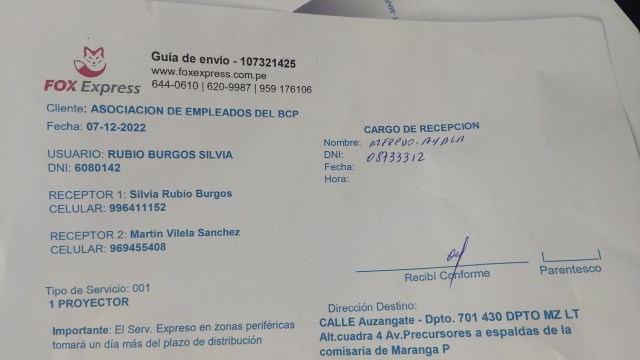 Guía de envio - 107321425
www.foxexpress.com.pe
644-0610 | 620-9987 | 959 176106
FOX Express
Cliente: ASOCIACION DE EMPLEADOS DEL BCP
Fecha: 07-12-2022
USUARIO: RUBIO BURGOS SILVIA
DNI: 6080142
RECEPTOR 1: Silvia Rubio Burgos
CELULAR: 996411152
RECEPTOR 2: Martín Vilela Sanchez
CELULAR: 969455408
Tipo de Servicio: 001
1 PROYECTOR
Importante: El Serv. Expreso en zonas periféricas
tomará un día más del plazo de distribución
CARGO DE RECEPCION
Nombre: AYALA
DNI: 08733312
Fecha:
Hora:
Recibí Conforme
Parentesco
Dirección Destino:
CALLE Auzangate - Dpto. 701 430 DPTO MZ LT
Alt.cuadra 4 Av.Precursores a espaldas de la
comisaria de Maranga P